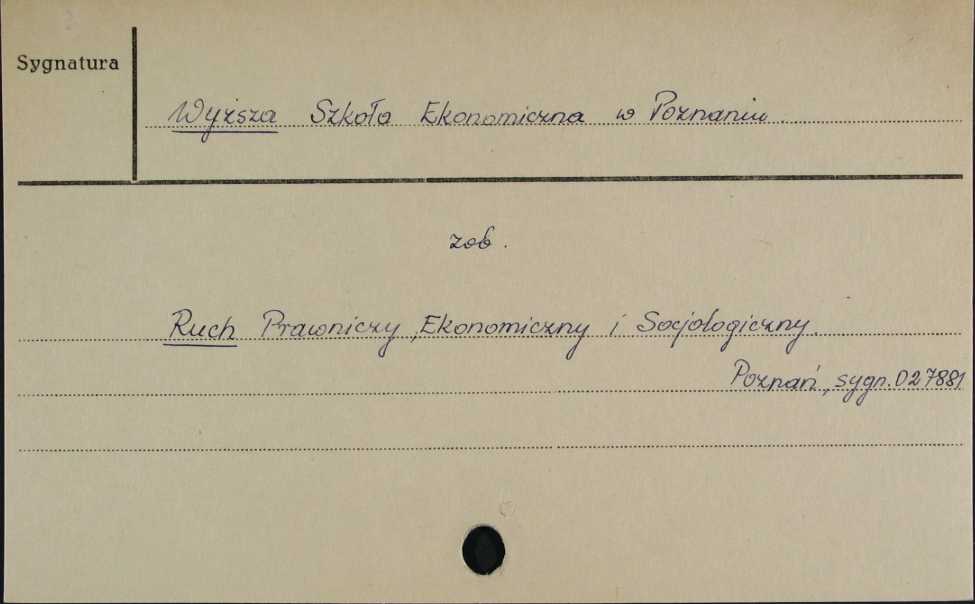 Sygnatura
Wyższa Szkoła Ekonomiczna w Poznaniu.
zob.
Ruch Prawniczy, Ekonomiczny i Socjologiczny.
Poznań, sygn. 027881